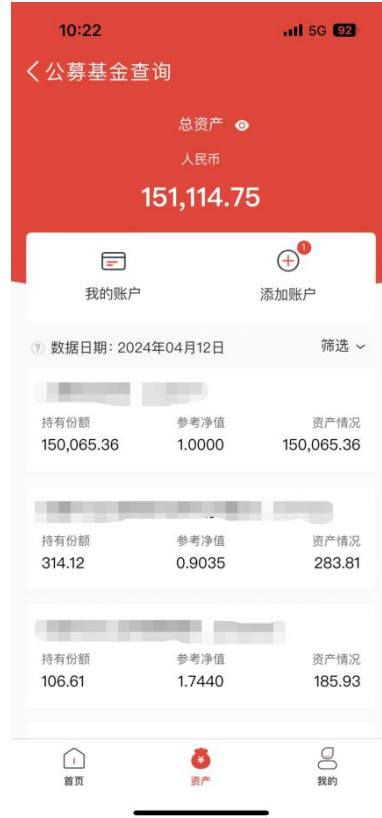 10:22 5G 92
公募基金查询
总资产
人民币
151,114.75
1
我的账户 添加账户
? 数据日期：2024年04月12日 筛选
持有份额 参考净值 资产情况
150,065.36 1.0000 150,065.36
持有份额 参考净值 资产情况
314.12 0.9035 283.81
持有份额 参考净值 资产情况
106.61 1.7440 185.93
首页 资产 我的